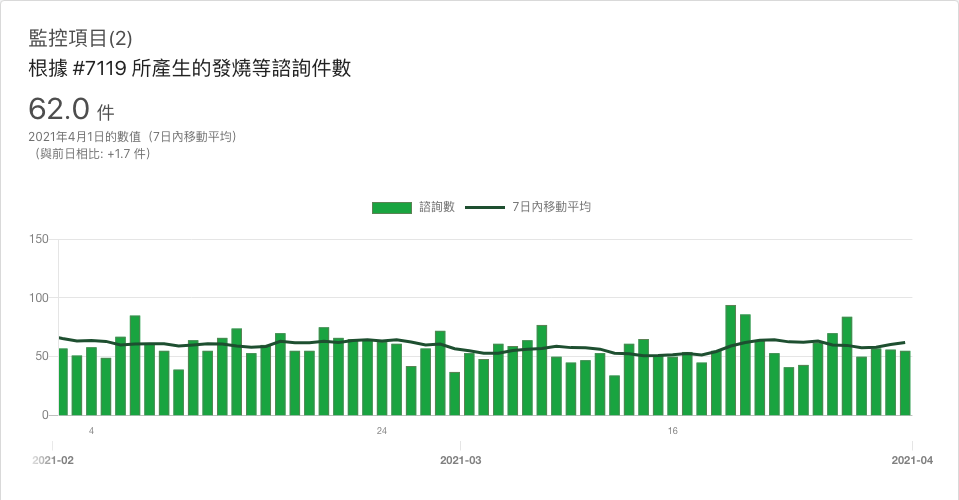 監控項目(2)
根據 #7119 所產生的發燒等諮詢件數
62.0 件
2021年4月1日的數值（7日內移動平均）
（與前日相比: +1.7 件）
諮詢數 7日內移動平均
150
100
50
0
4 24 16
2021-02 2021-03 2021-04